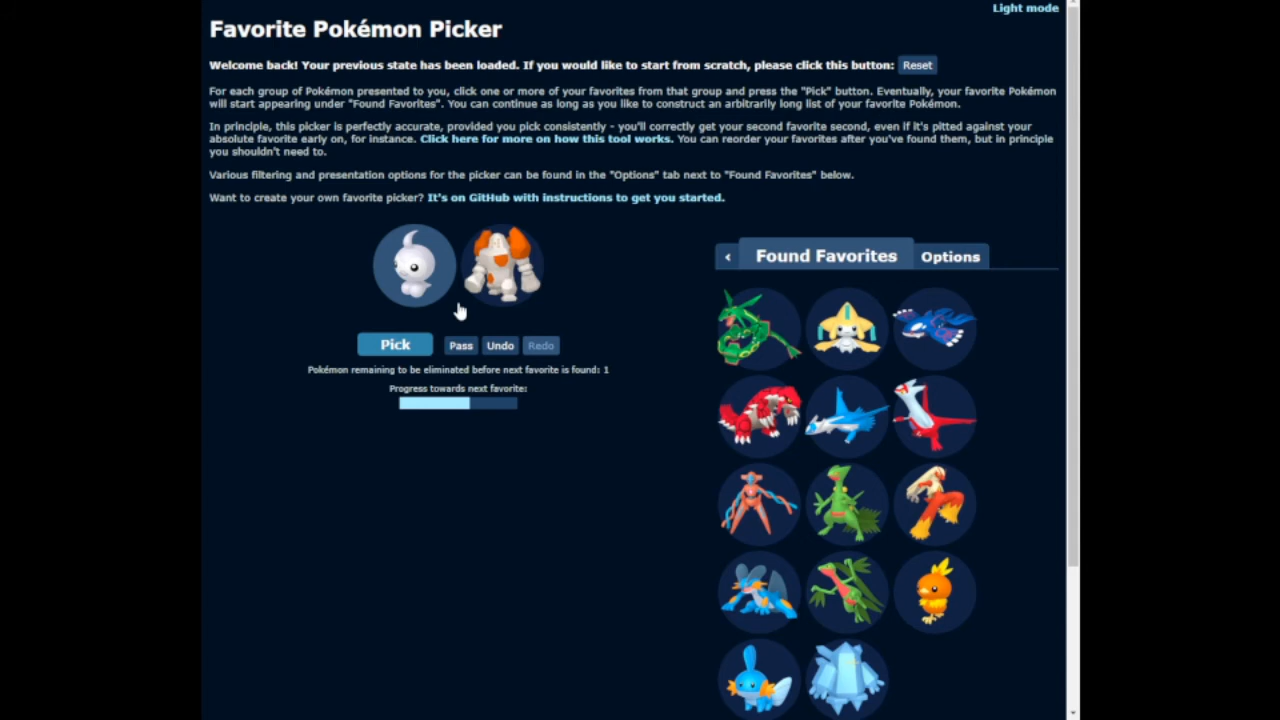 Light mode
Favorite Pokémon Picker
Welcome back! Your previous state has been loaded. If you would like to start from scratch, please click this button: Reset
For each group of Pokémon presented to you, click one or more of your favorites from that group and press the "Pick" button. Eventually, your favorite Pokémon
will start appearing under "Found Favorites". You can continue as long as you like to construct an arbitrarily long list of your favorite Pokémon.
In principle, this picker is perfectly accurate, provided you pick consistently - you'll correctly get your second favorite second, even if it's pitted against your
absolute favorite early on, for instance. Click here for more on how this tool works. You can reorder your favorites after you've found them, but in principle
you shouldn't need to.
Various filtering and presentation options for the picker can be found in the "Options" tab next to "Found Favorites" below.
Want to create your own favorite picker? It's on GitHub with instructions to get you started.
‹ Found Favorites Options
Pick Pass Undo Redo
Pokémon remaining to be eliminated before next favorite is found: 1
Progress towards next favorite: